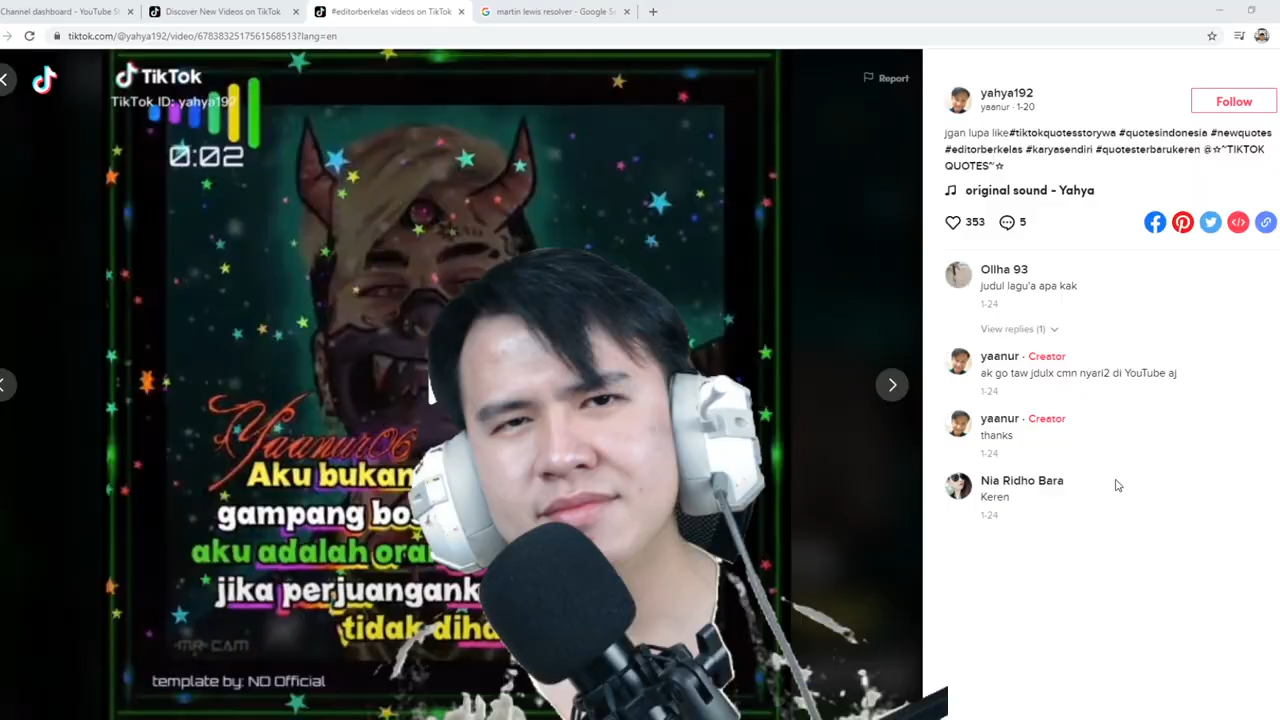 Channel dashboard - YouTube St
Discover New Videos on TikTok
#editorberkelas videos on TikTok
martin lewis resolver - Google Se
tiktok.com/@yahya192/video/6783832517561568513?lang=en
TikTok
TikTok ID: yahya192
0:02
Report
Yaanur06
Aku bukan
gampang bos
aku adalah ora
jika perjuangank
tidak diha
MR CAM
template by: ND Official
yahya192
yaanur · 1-20
Follow
jgan lupa like#tiktokquotesstorywa #quotesindonesia #newquotes
#editorberkelas #karyasendiri #quotesterbarukeren @☆~"TIKTOK
QUOTES~☆
original sound - Yahya
353
5
Ollha 93
judul lagu'a apa kak
1-24
View replies (1)
yaanur · Creator
ak go taw jdulx cmn nyari2 di YouTube aj
1-24
yaanur · Creator
thanks
1-24
Nia Ridho Bara
Keren
1-24